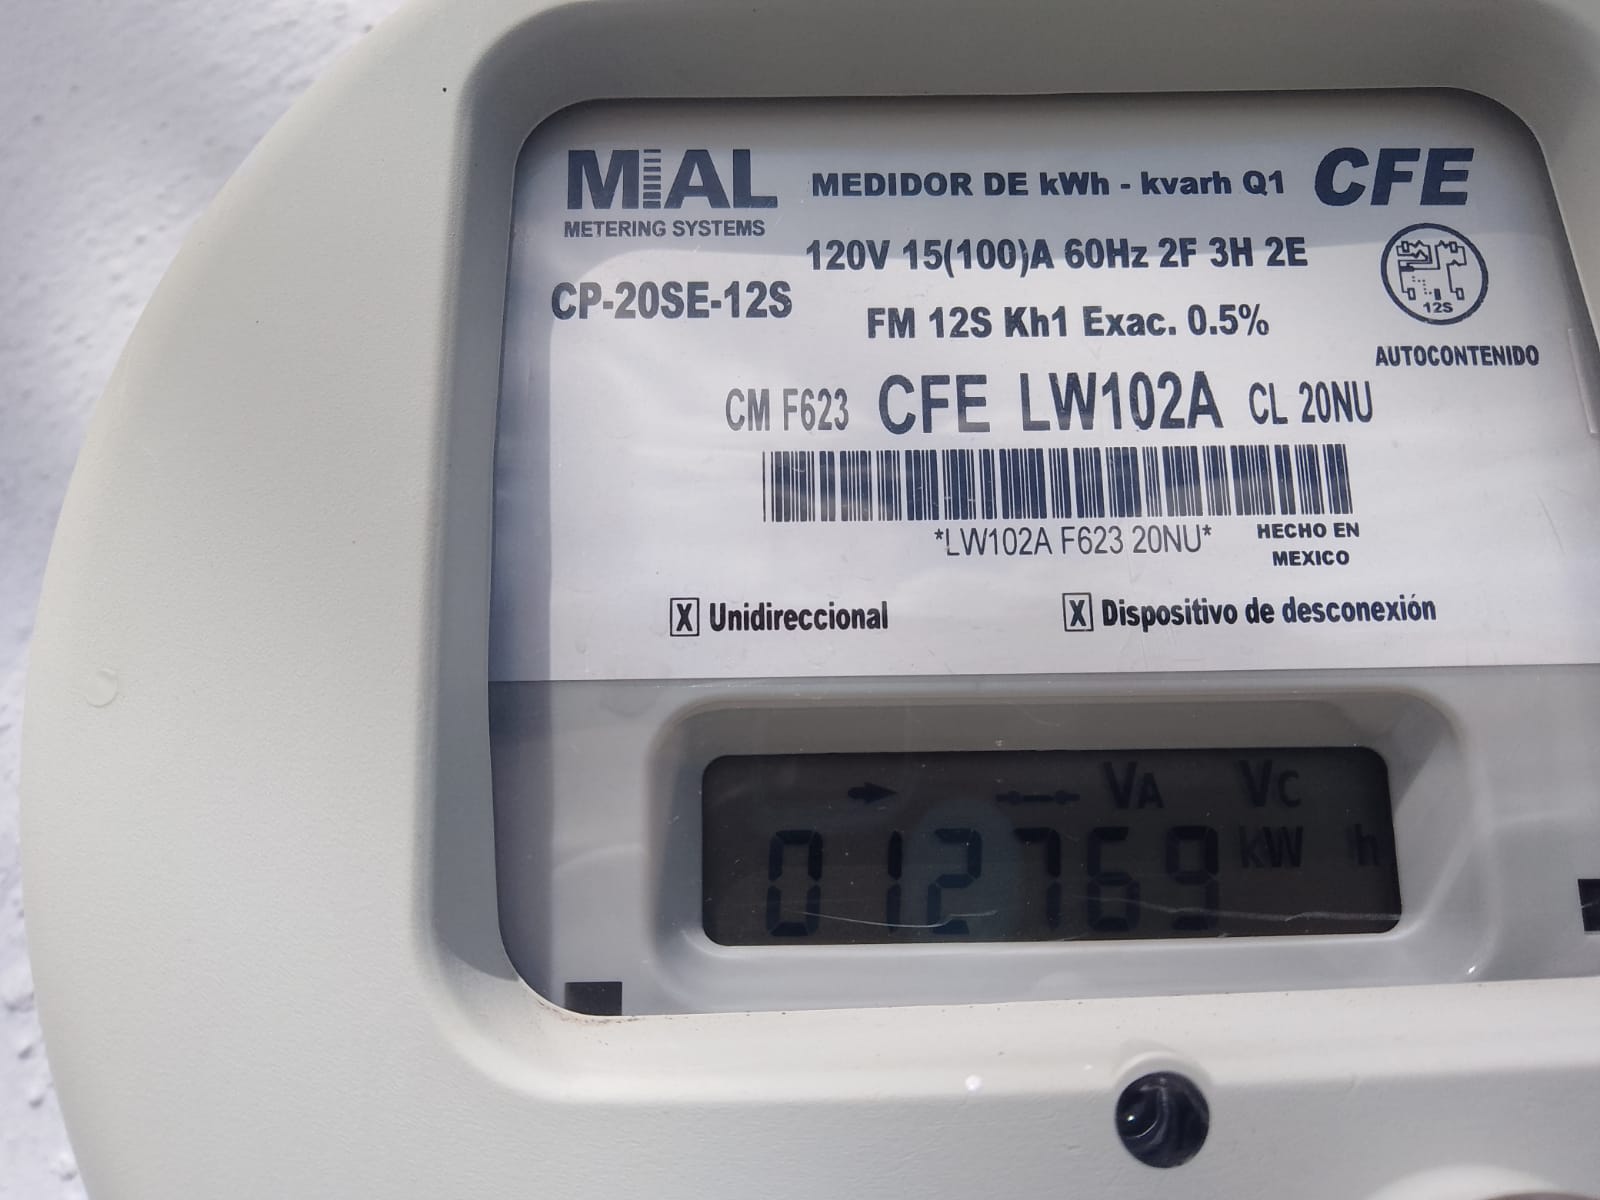 MIAL
METERING SYSTEMS
MEDIDOR DE kWh - kvarh Q1
CFE
120V 15(100)A 60Hz 2F 3H 2E
CP-20SE-12S
FM 12S Kh1 Exac. 0.5%
12S
AUTOCONTENIDO
CM F623 CFE LW102A CL 20NU
*LW102A F623 20NU*
HECHO EN
MEXICO
X Unidireccional
X Dispositivo de desconexión
VA VC
012769 kW h